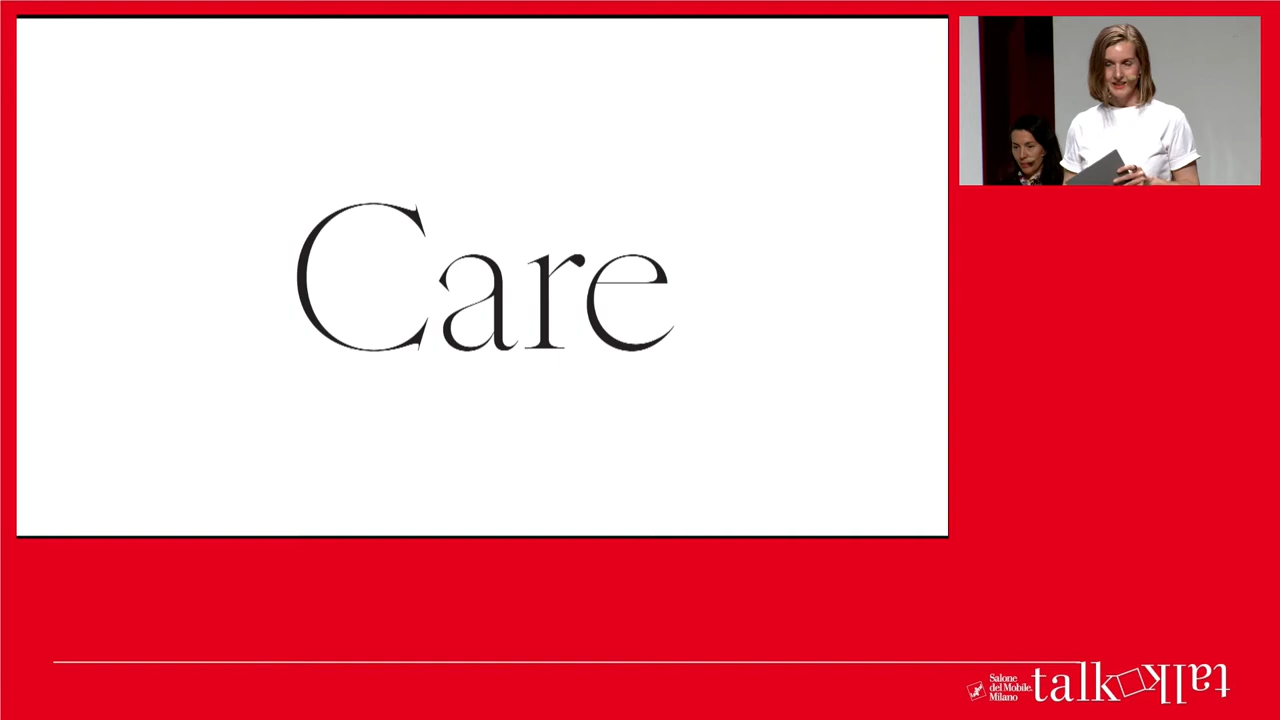 Care
Salone
del Mobile.
Milano
talk talk